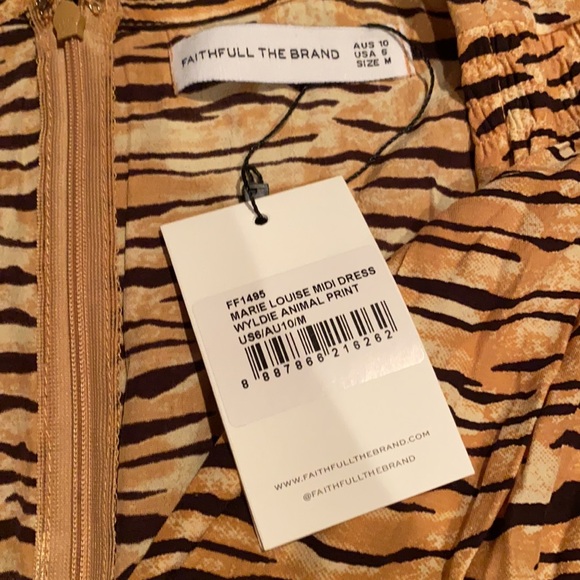 FAITHFULL THE BRAND
AUS 10
USA 6
SIZE M
FF1495
MARIE LOUISE MIDI DRESS
WYLDIE ANIMAL PRINT
US6/AU10/M
8 887866 216262
WWW.FAITHFULLTHEBRAND.COM
@FAITHFULLTHEBRAND